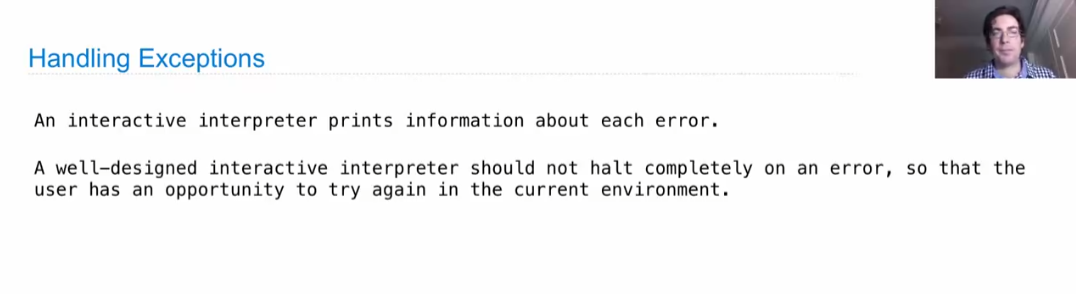 Handling Exceptions
An interactive interpreter prints information about each error.
A well-designed interactive interpreter should not halt completely on an error, so that the
user has an opportunity to try again in the current environment.